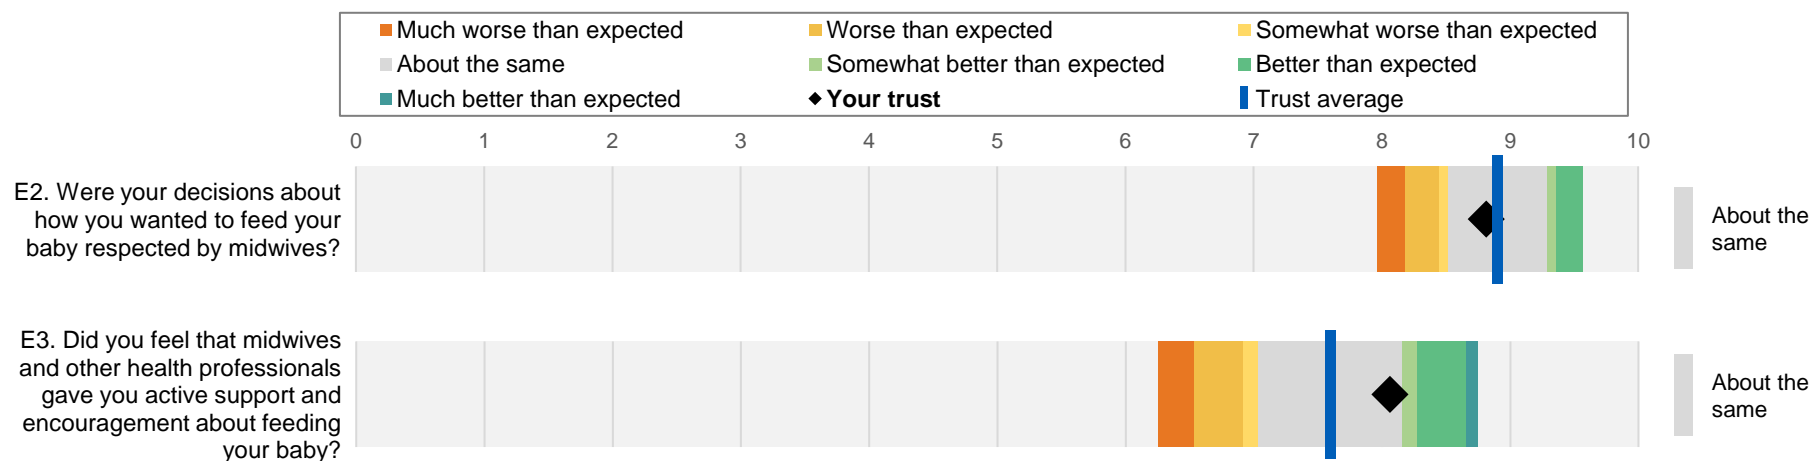 Much worse than expected
Worse than expected
Somewhat worse than expected
About the same
Somewhat better than expected
Better than expected
Much better than expected
Your trust
Trust average
0 1 2 3 4 5 6 7 8 9 10
E2. Were your decisions about
how you wanted to feed your
baby respected by midwives?
About the
same
E3. Did you feel that midwives
and other health professionals
gave you active support and
encouragement about feeding
your baby?
About the
same